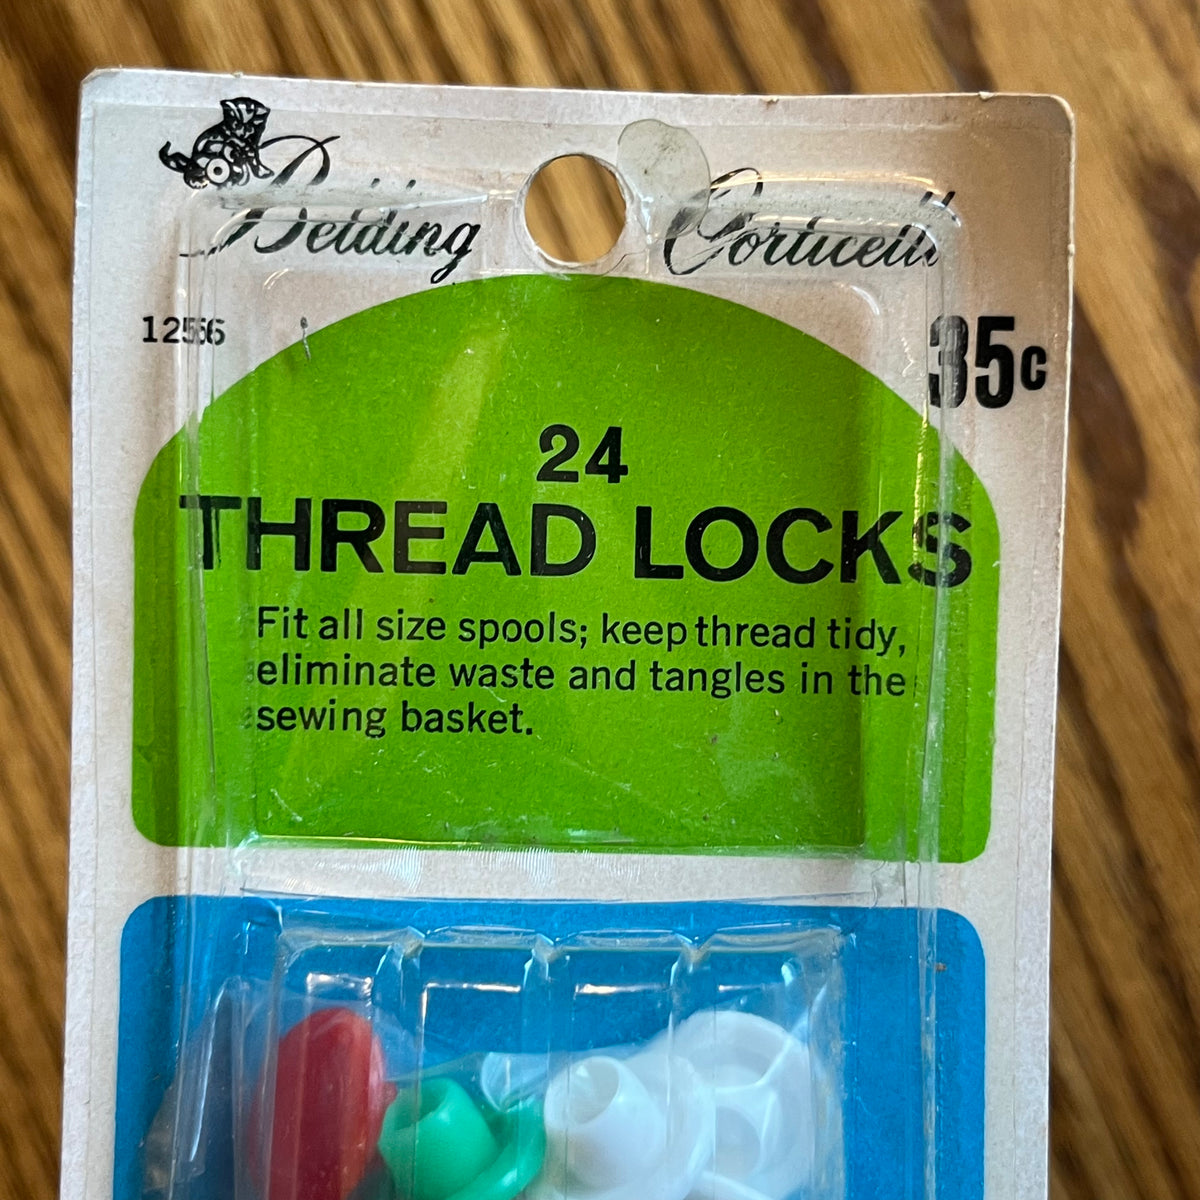 Belding Corticelli
1256
35c
24
THREAD LOCKS
Fit all size spools; keep thread tidy,
eliminate waste and tangles in the
sewing basket.